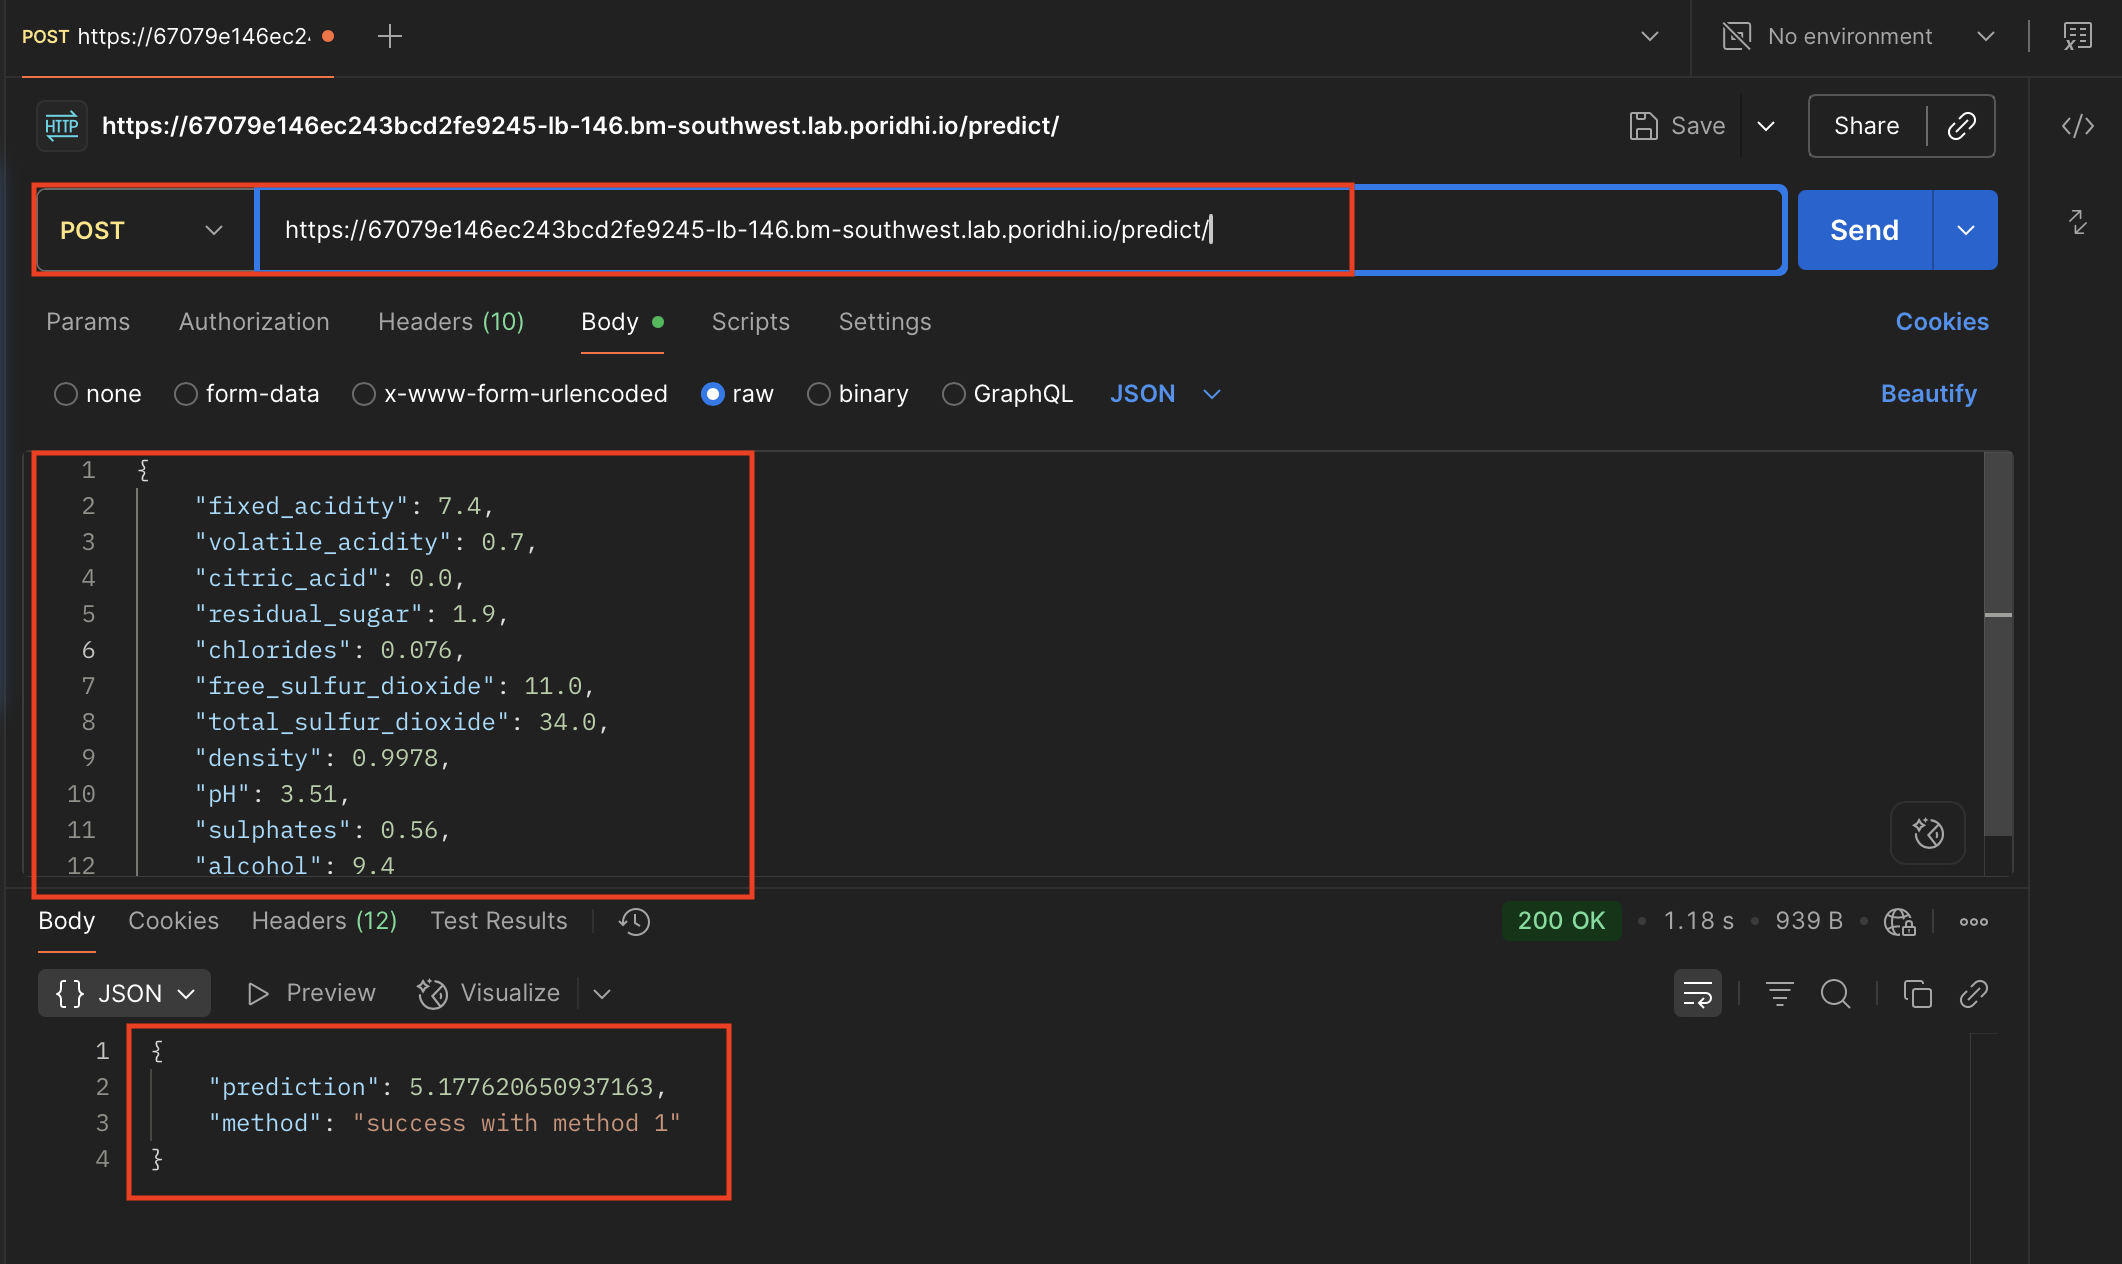 POST https://67079e146ec24
No environment
HTTP https://67079e146ec243bcd2fe9245-lb-146.bm-southwest.lab.poridhi.io/predict/
Save
Share
POST https://67079e146ec243bcd2fe9245-lb-146.bm-southwest.lab.poridhi.io/predict/
Send
Params Authorization Headers (10) Body Scripts Settings Cookies
none form-data x-www-form-urlencoded raw binary GraphQL JSON Beautify
1 {
2 "fixed_acidity": 7.4,
3 "volatile_acidity": 0.7,
4 "citric_acid": 0.0,
5 "residual_sugar": 1.9,
6 "chlorides": 0.076,
7 "free_sulfur_dioxide": 11.0,
8 "total_sulfur_dioxide": 34.0,
9 "density": 0.9978,
10 "pH": 3.51,
11 "sulphates": 0.56,
12 "alcohol": 9.4
Body Cookies Headers (12) Test Results 200 OK • 1.18 s • 939 B •
{} JSON Preview Visualize
1 {
2 "prediction": 5.177620650937163,
3 "method": "success with method 1"
4 }